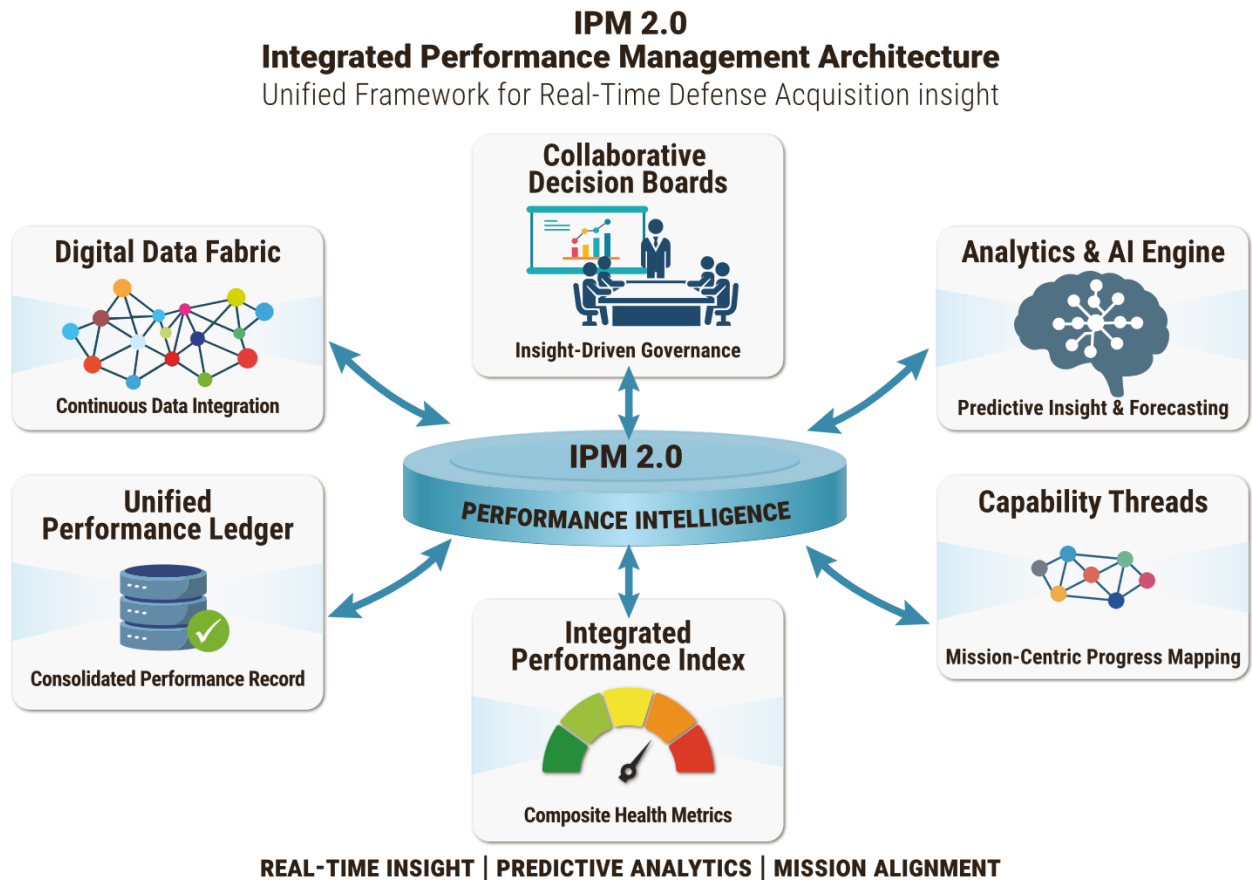 IPM 2.0
Integrated Performance Management Architecture
Unified Framework for Real-Time Defense Acquisition insight
Collaborative
Decision Boards
Insight-Driven Governance
Digital Data Fabric
Continuous Data Integration
Analytics & AI Engine
Predictive Insight & Forecasting
IPM 2.0
PERFORMANCE INTELLIGENCE
Unified
Performance Ledger
Consolidated Performance Record
Capability Threads
Mission-Centric Progress Mapping
Integrated
Performance Index
Composite Health Metrics
REAL-TIME INSIGHT | PREDICTIVE ANALYTICS | MISSION ALIGNMENT